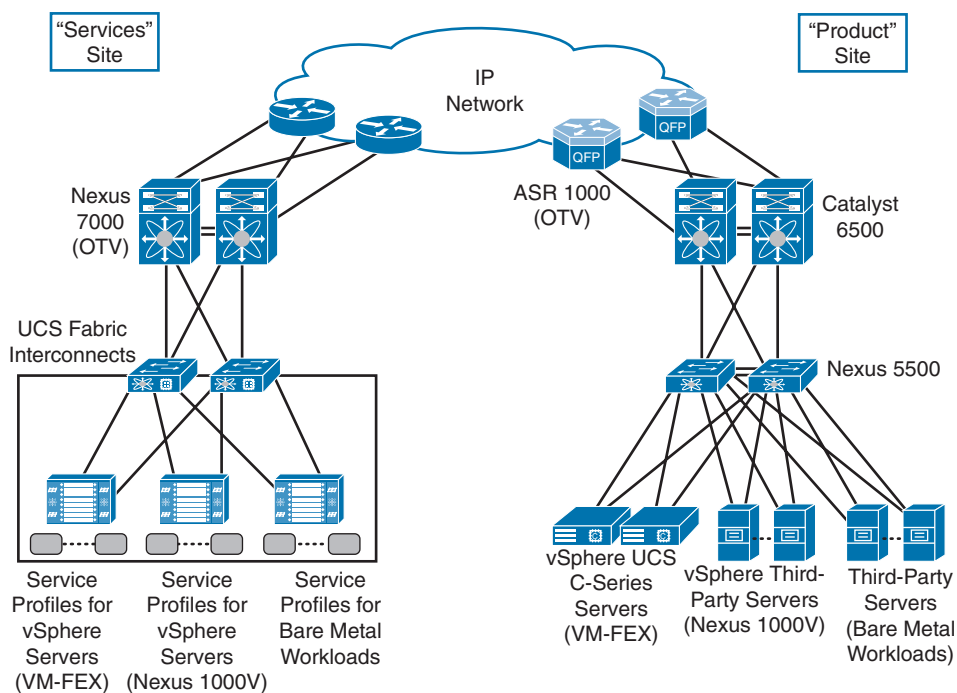 “Services”
Site
“Product”
Site
IP
Network
QFP
QFP
Nexus
7000
(OTV)
ASR 1000
(OTV)
Catalyst
6500
UCS Fabric
Interconnects
Nexus 5500
Service
Profiles for
vSphere
Servers
(VM-FEX)
Service
Profiles for
vSphere
Servers
(Nexus 1000V)
Service
Profiles for
Bare Metal
Workloads
vSphere UCS
C-Series
Servers
(VM-FEX)
vSphere Third-
Party Servers
(Nexus 1000V)
Third-Party
Servers
(Bare Metal
Workloads)